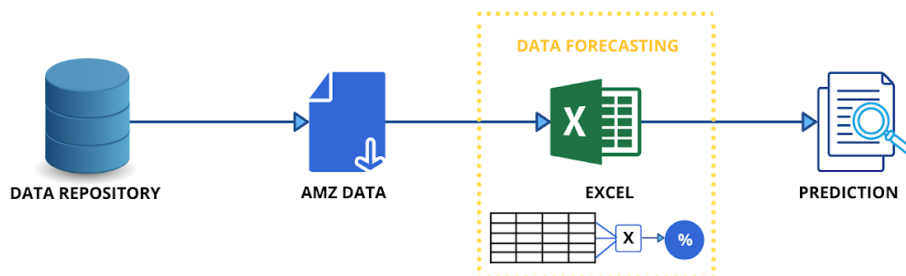 DATA FORECASTING
X
DATA REPOSITORY
AMZ DATA
EXCEL
PREDICTION
X
%